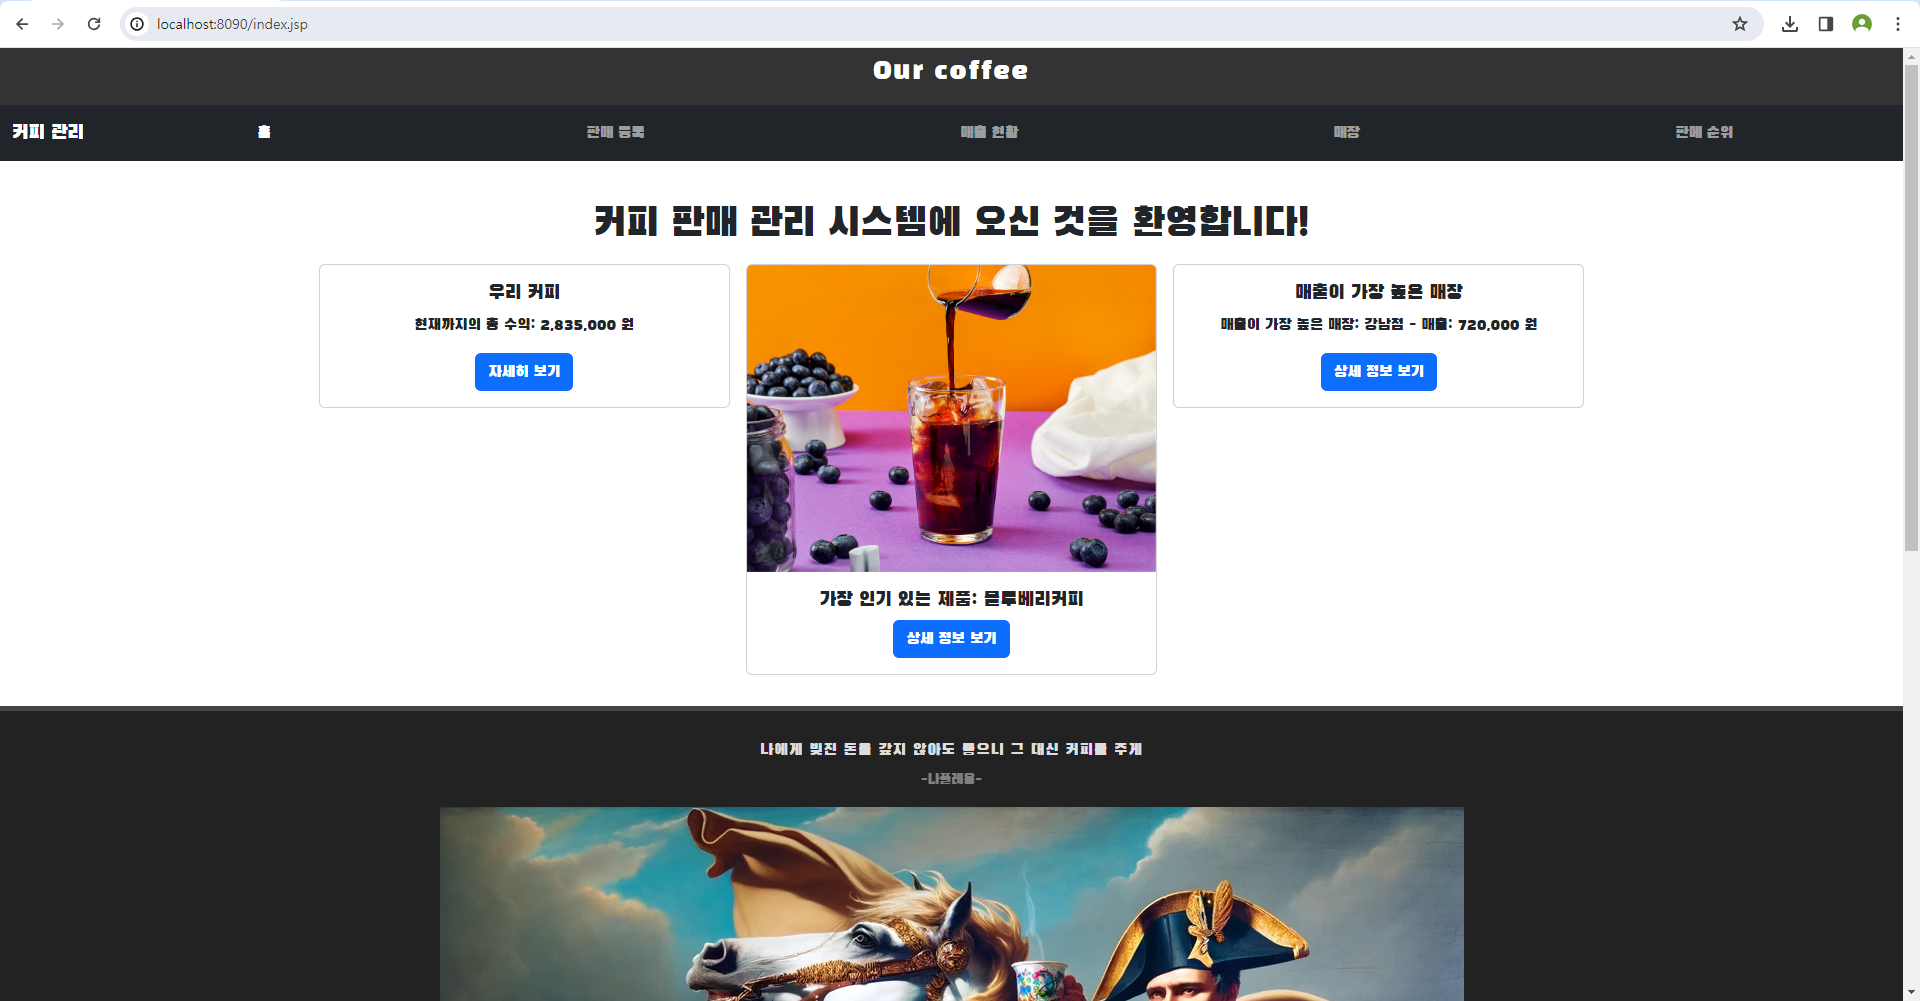 localhost:8090/index.jsp
Our coffee
커피 관리
홈
판매 등록
매출 현황
매장
판메 순위
커피 판매 관리 시스템에 오신 것을 환영합니다!
우리 커피
현재까지의 총 수익: 2,835,000 원
자세히 보기
가장 인기 있는 제품: 블루베리커피
상세 정보 보기
매출이 가장 높은 매장
매출이 가장 높은 매장: 강남점 - 매출: 720,000 원
상세 정보 보기
나에게 빚진 돈을 갚지 않아도 좋으니 그 대신 커피를 주게
-나폴레옹-